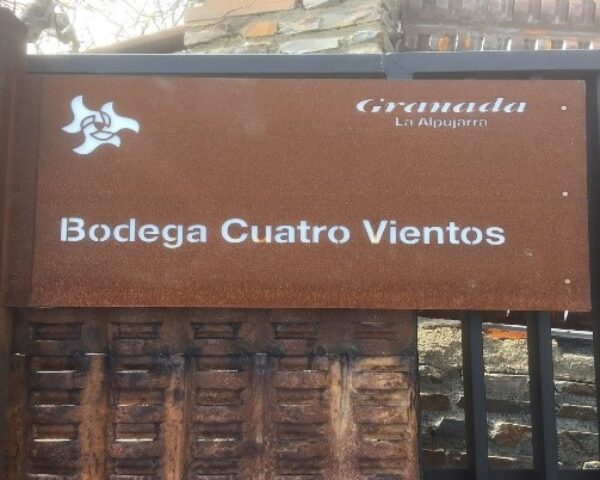 Granada
La Alpujarra
Bodega Cuatro Vientos